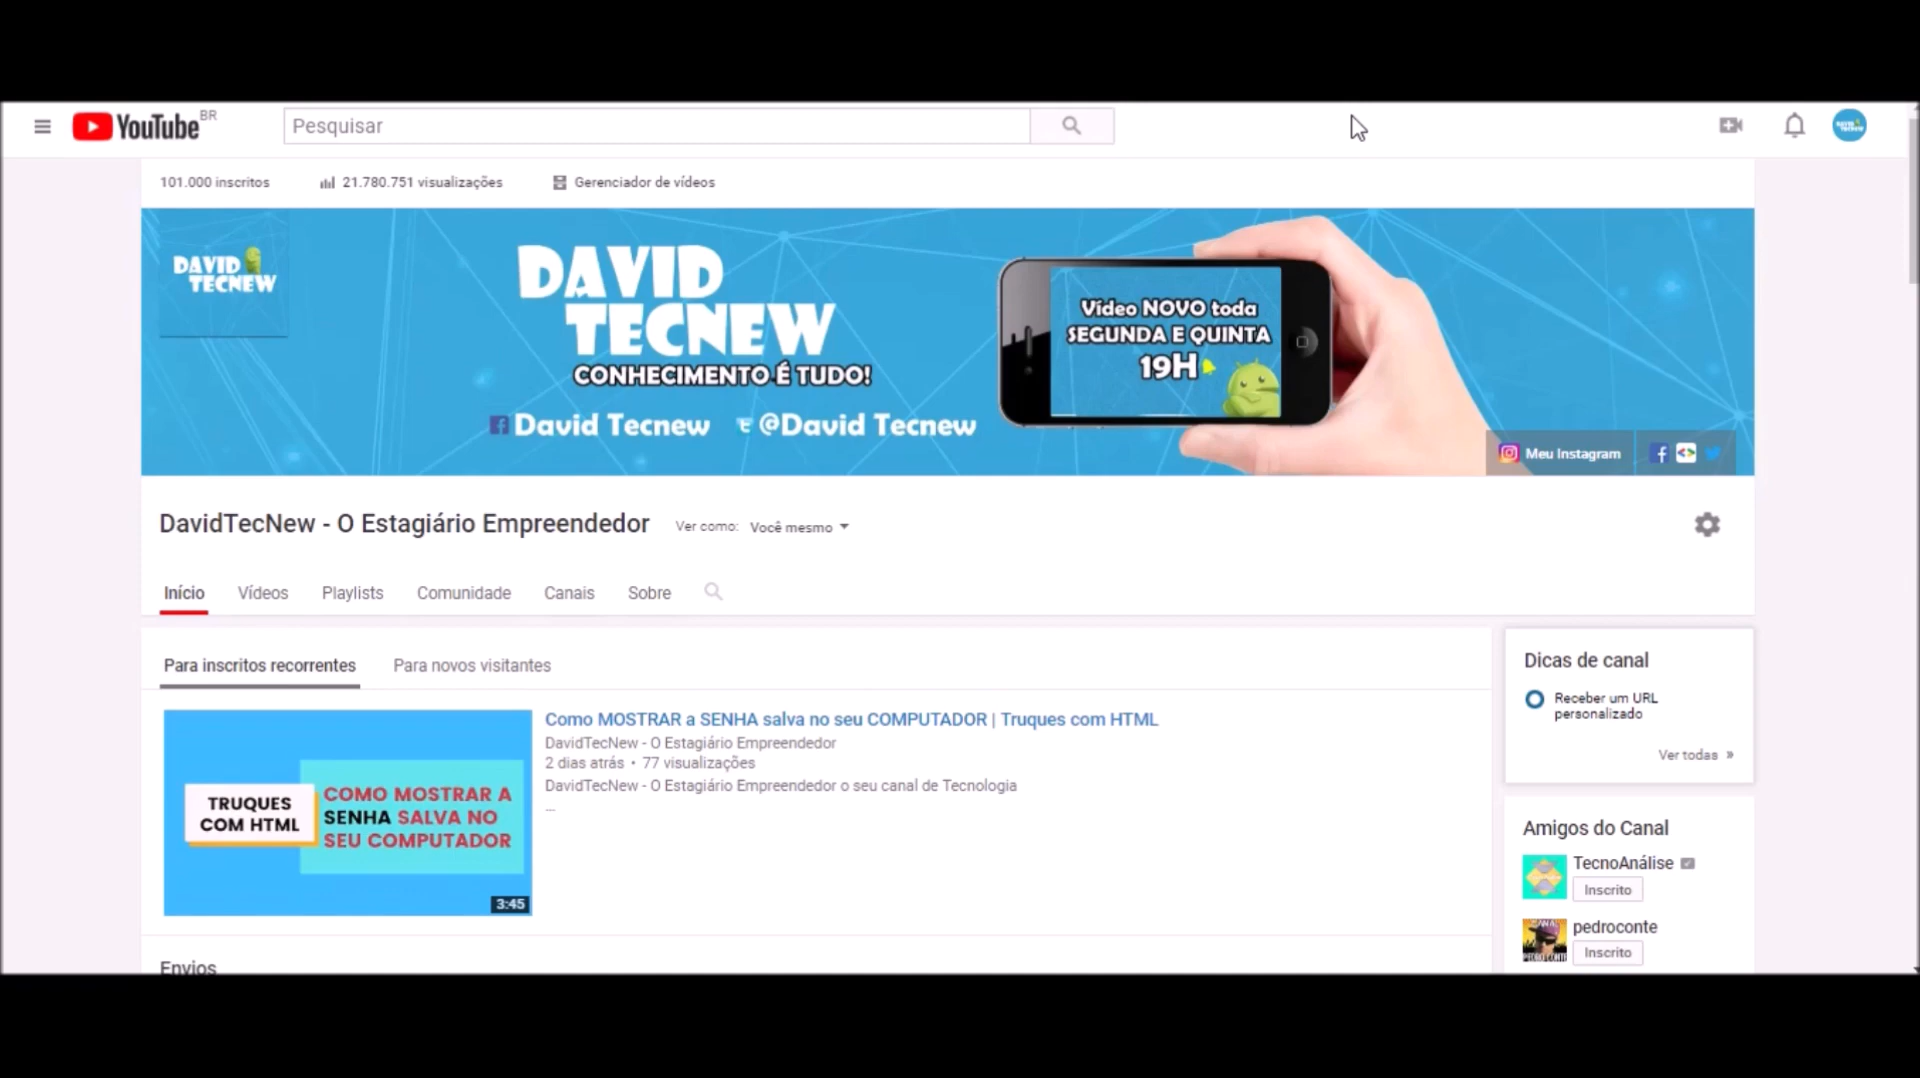 YouTube BR
Pesquisar
101.000 inscritos
21.780.751 visualizações
Gerenciador de vídeos
DAVID
TECNEW
DAVID
TECNEW
CONHECIMENTO É TUDO!
David Tecnew
@David Tecnew
Vídeo NOVO toda
SEGUNDA E QUINTA
19H
Meu Instagram
DavidTecNew - O Estagiário Empreendedor
Ver como: Você mesmo
Início Vídeos Playlists Comunidade Canais Sobre
Para inscritos recorrentes Para novos visitantes
TRUQUES
COM HTML
COMO MOSTRAR A
SENHA SALVA NO
SEU COMPUTADOR
3:45
Como MOSTRAR a SENHA salva no seu COMPUTADOR | Truques com HTML
DavidTecNew - O Estagiário Empreendedor
2 dias atrás • 77 visualizações
DavidTecNew - O Estagiário Empreendedor o seu canal de Tecnologia
...
Envios
Dicas de canal
Receber um URL
personalizado
Ver todas »
Amigos do Canal
TecnoAnálise
Inscrito
pedroconte
Inscrito